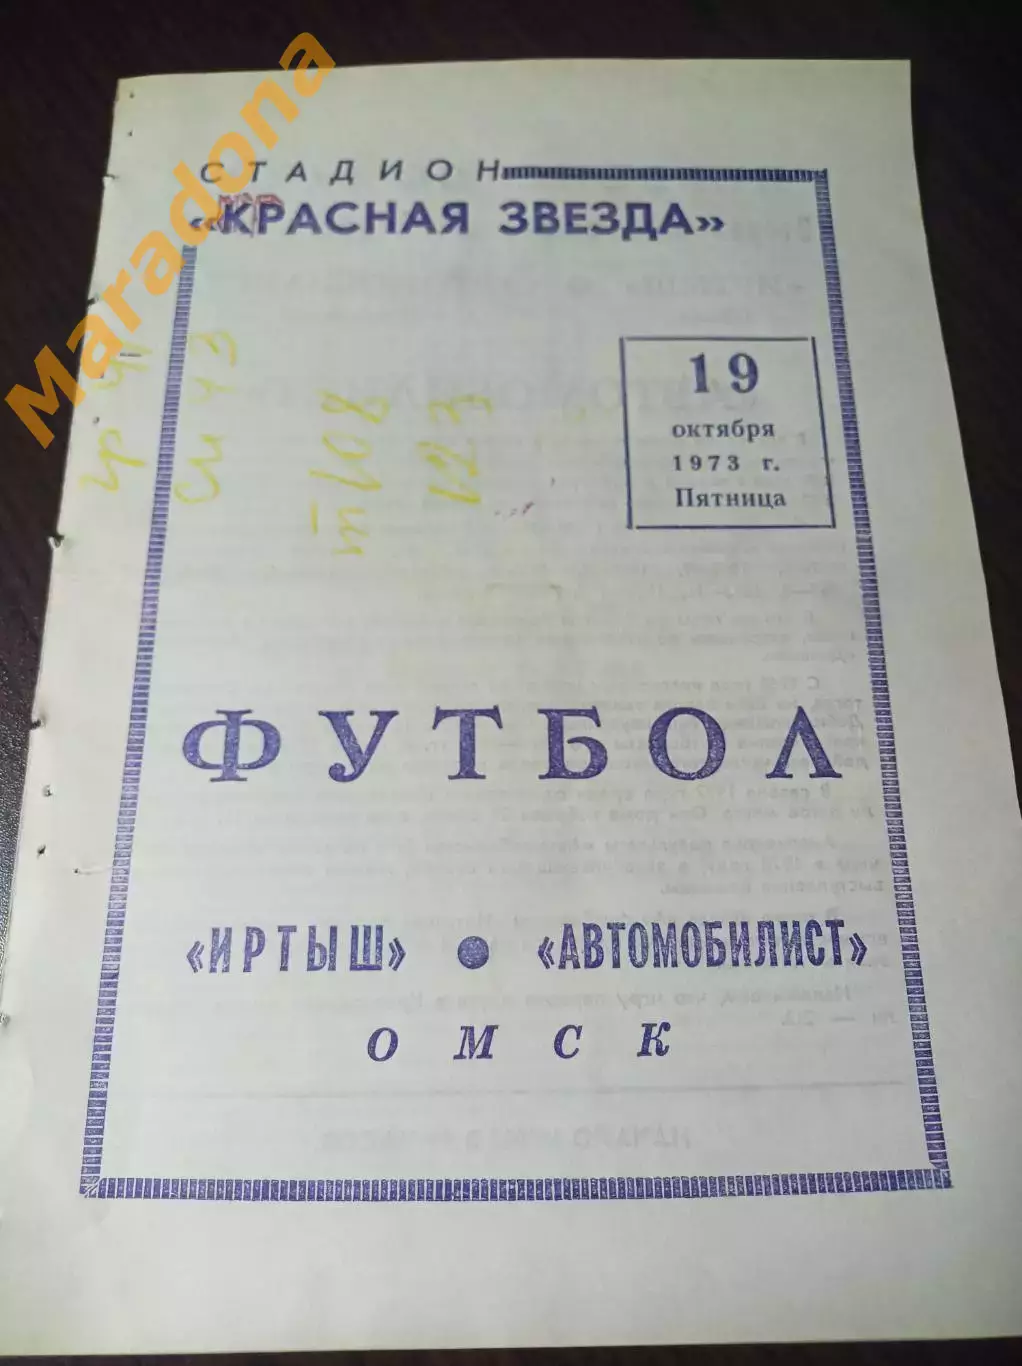 Maradona
СТАДИОН
«КРАСНАЯ ЗВЕЗДА»
19
октября
1973 г.
Пятница
ФУТБОЛ
«ИРТЫШ» ● «АВТОМОБИЛИСТ»
ОМСК